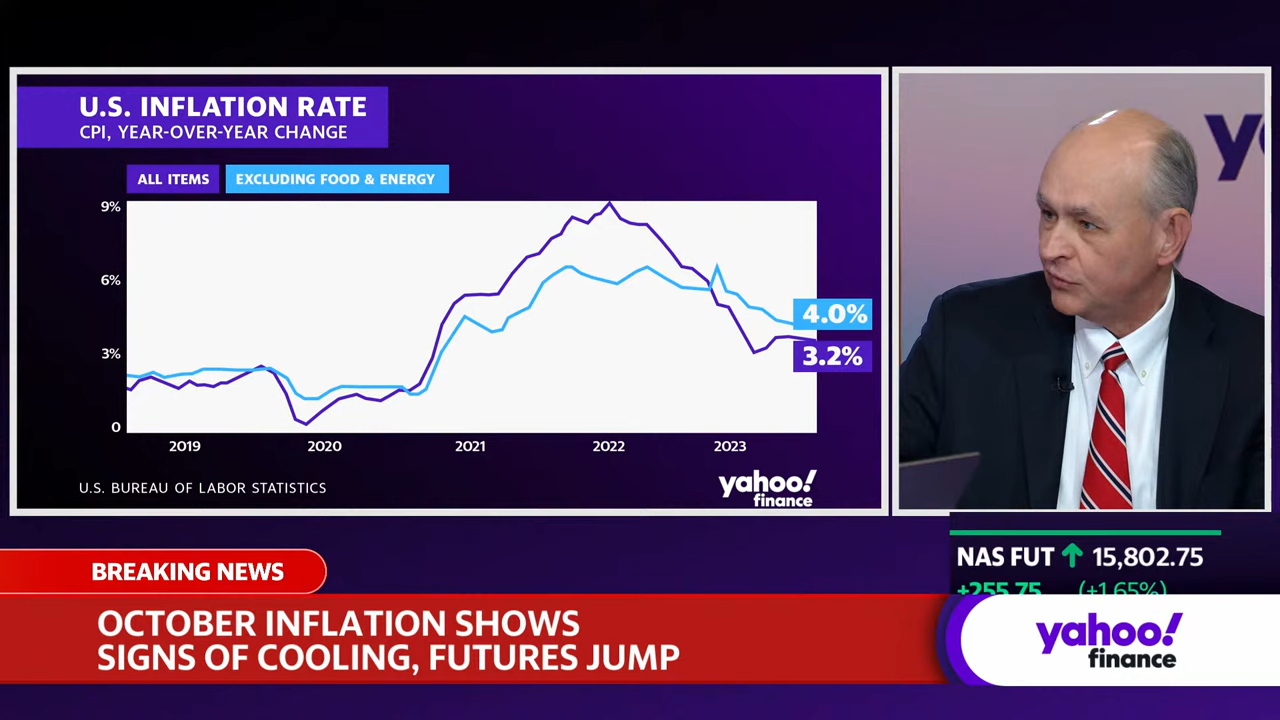 U.S. INFLATION RATE
CPI, YEAR-OVER-YEAR CHANGE
ALL ITEMS
EXCLUDING FOOD & ENERGY
9%
6%
3%
0
4.0%
3.2%
2019
2020
2021
2022
2023
U.S. BUREAU OF LABOR STATISTICS
yahoo!
finance
y
NAS FUT 15,802.75
+255.75 (+1.65%)
BREAKING NEWS
OCTOBER INFLATION SHOWS
SIGNS OF COOLING, FUTURES JUMP
yahoo!
finance